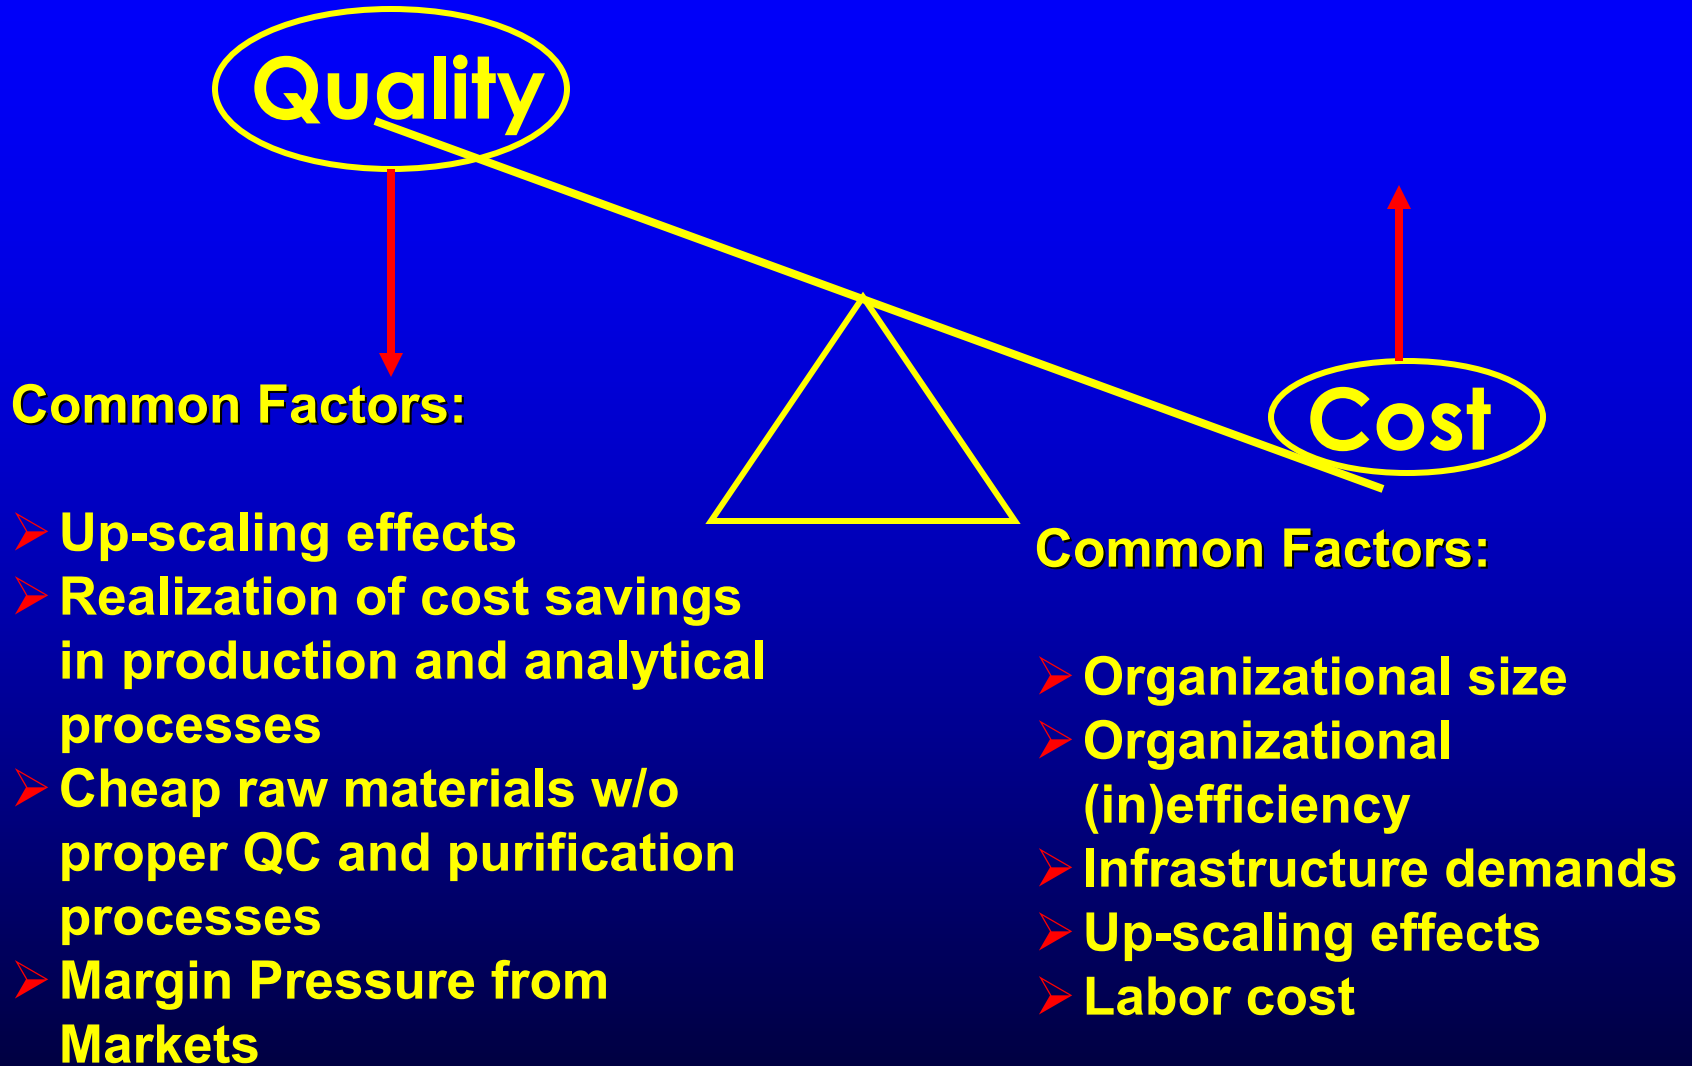 Quality
Cost
Common Factors:
Up-scaling effects
Realization of cost savings
in production and analytical
processes
Cheap raw materials w/o
proper QC and purification
processes
Margin Pressure from
Markets
Common Factors:
Organizational size
Organizational
(in)efficiency
Infrastructure demands
Up-scaling effects
Labor cost